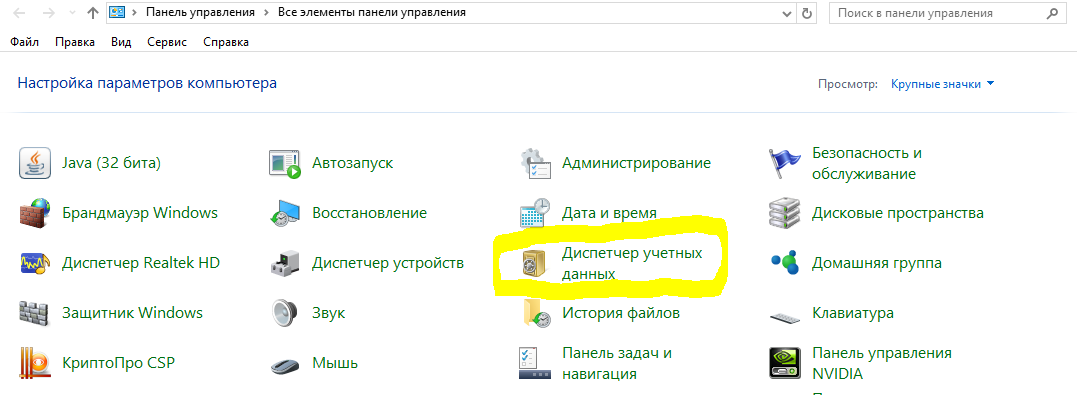 Панель управления > Все элементы панели управления
Поиск в панели управления
Файл Правка Вид Сервис Справка
Настройка параметров компьютера
Просмотр: Крупные значки
Java (32 бита)
Автозапуск
Администрирование
Безопасность и
обслуживание
Брандмауэр Windows
Восстановление
Дата и время
Дисковые пространства
Диспетчер Realtek HD
Диспетчер устройств
Диспетчер учетных
данных
Домашняя группа
Защитник Windows
Звук
История файлов
Клавиатура
КриптоПро CSP
Мышь
Панель задач и
навигация
Панель управления
NVIDIA